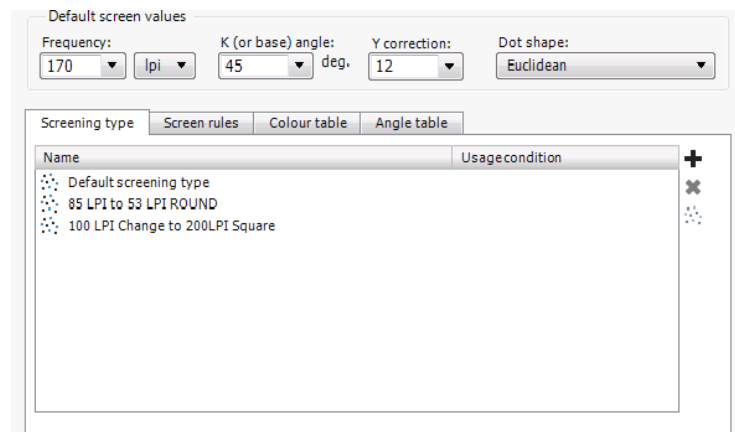 Default screen values
Frequency: K (or base) angle: Y correction: Dot shape:
170 lpi 45 deg. 12 Euclidean
Screening type Screen rules Colour table Angle table
Name Usagecondition
Default screening type
85 LPI to 53 LPI ROUND
100 LPI Change to 200LPI Square